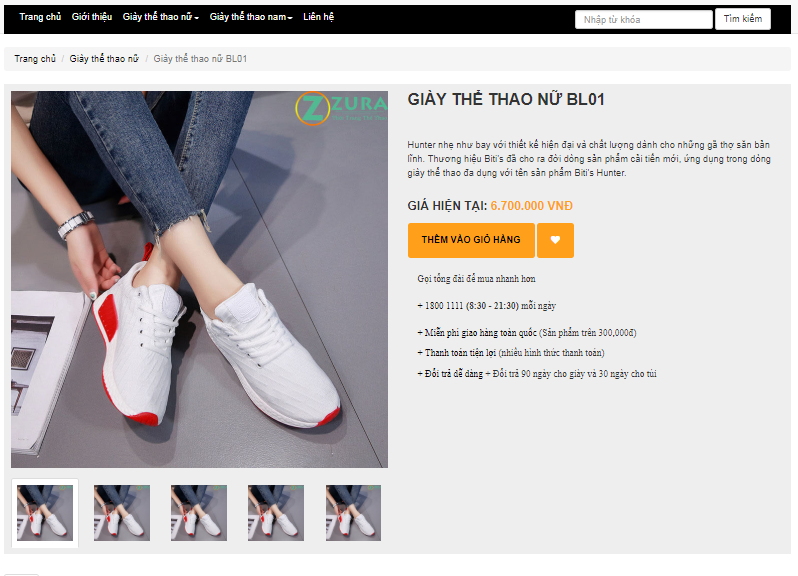 Trang chủ Giới thiệu Giày thể thao nữ Giày thể thao nam Liên hệ Nhập từ khóa Tìm kiếm
Trang chủ / Giày thể thao nữ / Giày thể thao nữ BL01
ZURA
GIÀY THỂ THAO NỮ BL01
Hunter nhẹ như bay với thiết kế hiện đại và chất lượng dành cho những gã thợ săn bản
lĩnh. Thương hiệu Biti's đã cho ra đời dòng sản phẩm cải tiến mới, ứng dụng trong dòng
giày thể thao đa dụng với tên sản phẩm Biti's Hunter.
GIÁ HIỆN TẠI: 6.700.000 VNĐ
THÊM VÀO GIỎ HÀNG
Gọi tổng đài để mua nhanh hơn
+ 1800 1111 (8:30 - 21:30) mỗi ngày
+ Miễn phí giao hàng toàn quốc (Sản phẩm trên 300,000đ)
+ Thanh toán tiện lợi (nhiều hình thức thanh toán)
+ Đổi trả dễ dàng + Đổi trả 90 ngày cho giày và 30 ngày cho túi